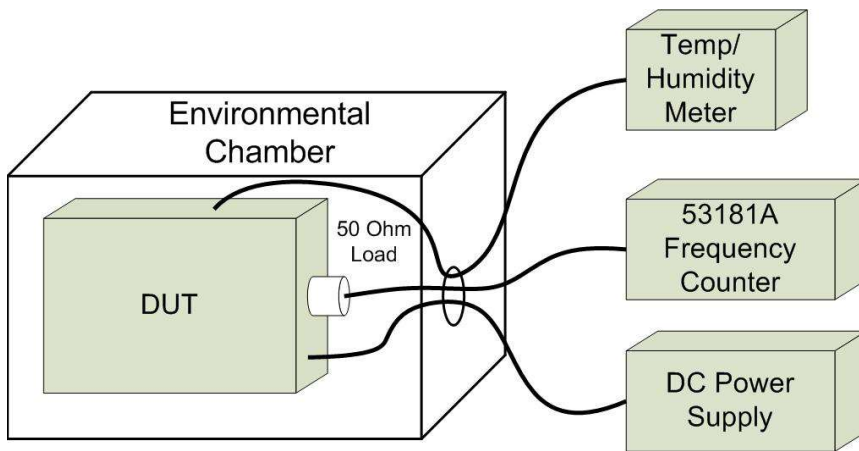 Environmental
Chamber
50 Ohm
Load
DUT
Temp/
Humidity
Meter
53181A
Frequency
Counter
DC Power
Supply